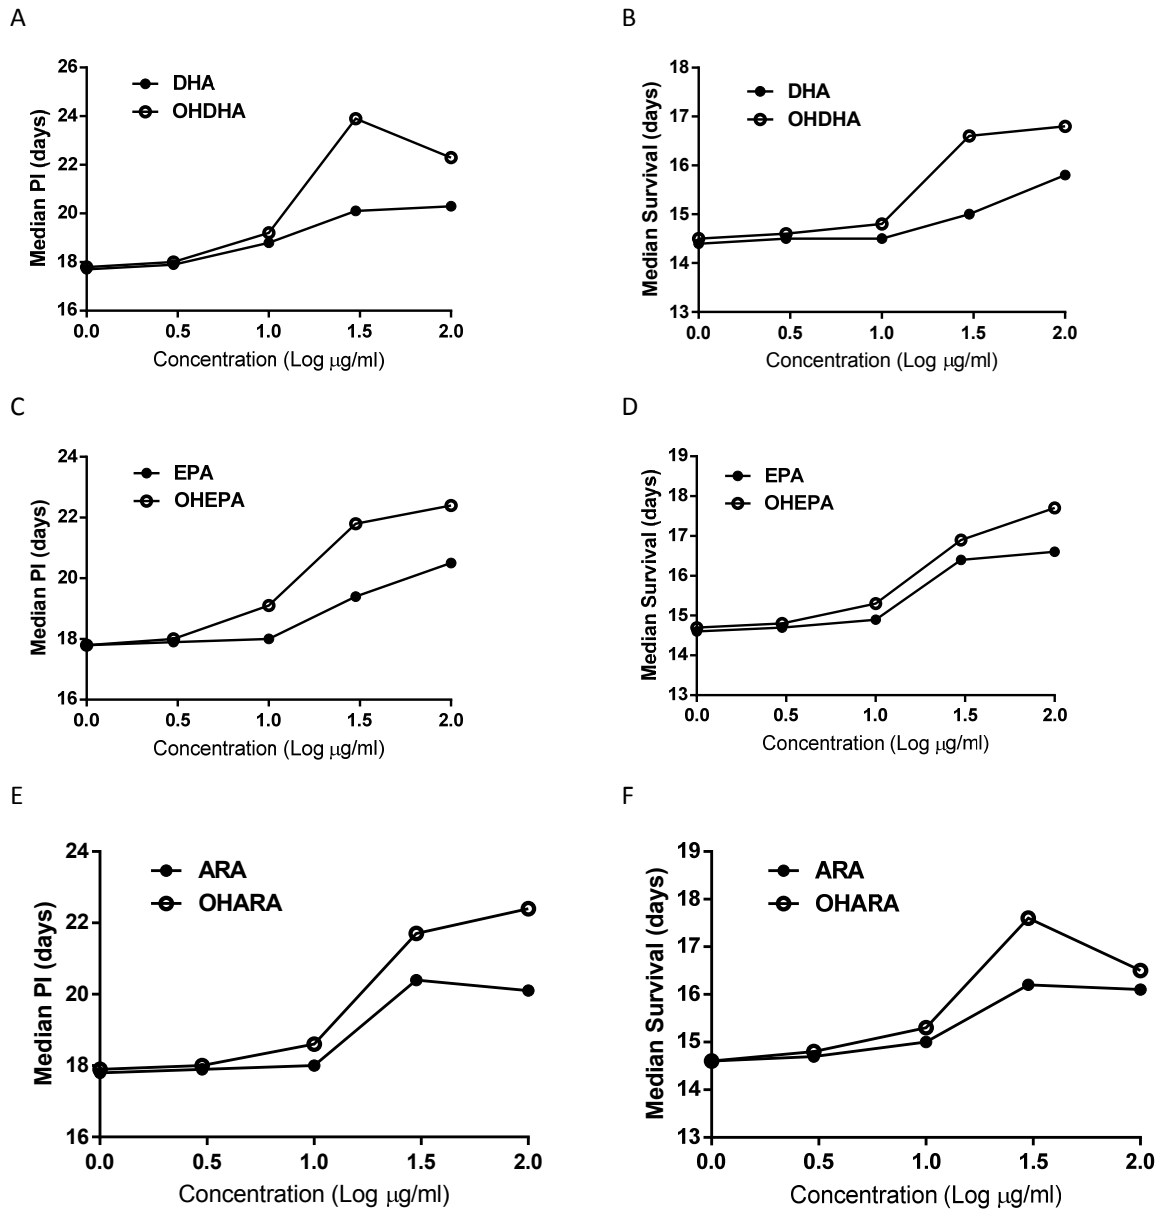 A
B
26
24
22
20
18
16
Median PI (days)
DHA
OHDHA
0.0 0.5 1.0 1.5 2.0
Concentration (Log μg/ml)
18
17
16
15
14
13
Median Survival (days)
DHA
OHDHA
0.0 0.5 1.0 1.5 2.0
Concentration (Log μg/ml)
C
D
24
22
20
18
16
Median PI (days)
EPA
OHEPA
0.0 0.5 1.0 1.5 2.0
Concentration (Log μg/ml)
19
18
17
16
15
14
13
Median Survival (days)
EPA
OHEPA
0.0 0.5 1.0 1.5 2.0
Concentration (Log μg/ml)
E
F
24
22
20
18
16
Median PI (days)
ARA
OHARA
0.0 0.5 1.0 1.5 2.0
Concentration (Log μg/ml)
19
18
17
16
15
14
13
Median Survival (days)
ARA
OHARA
0.0 0.5 1.0 1.5 2.0
Concentration (Log μg/ml)